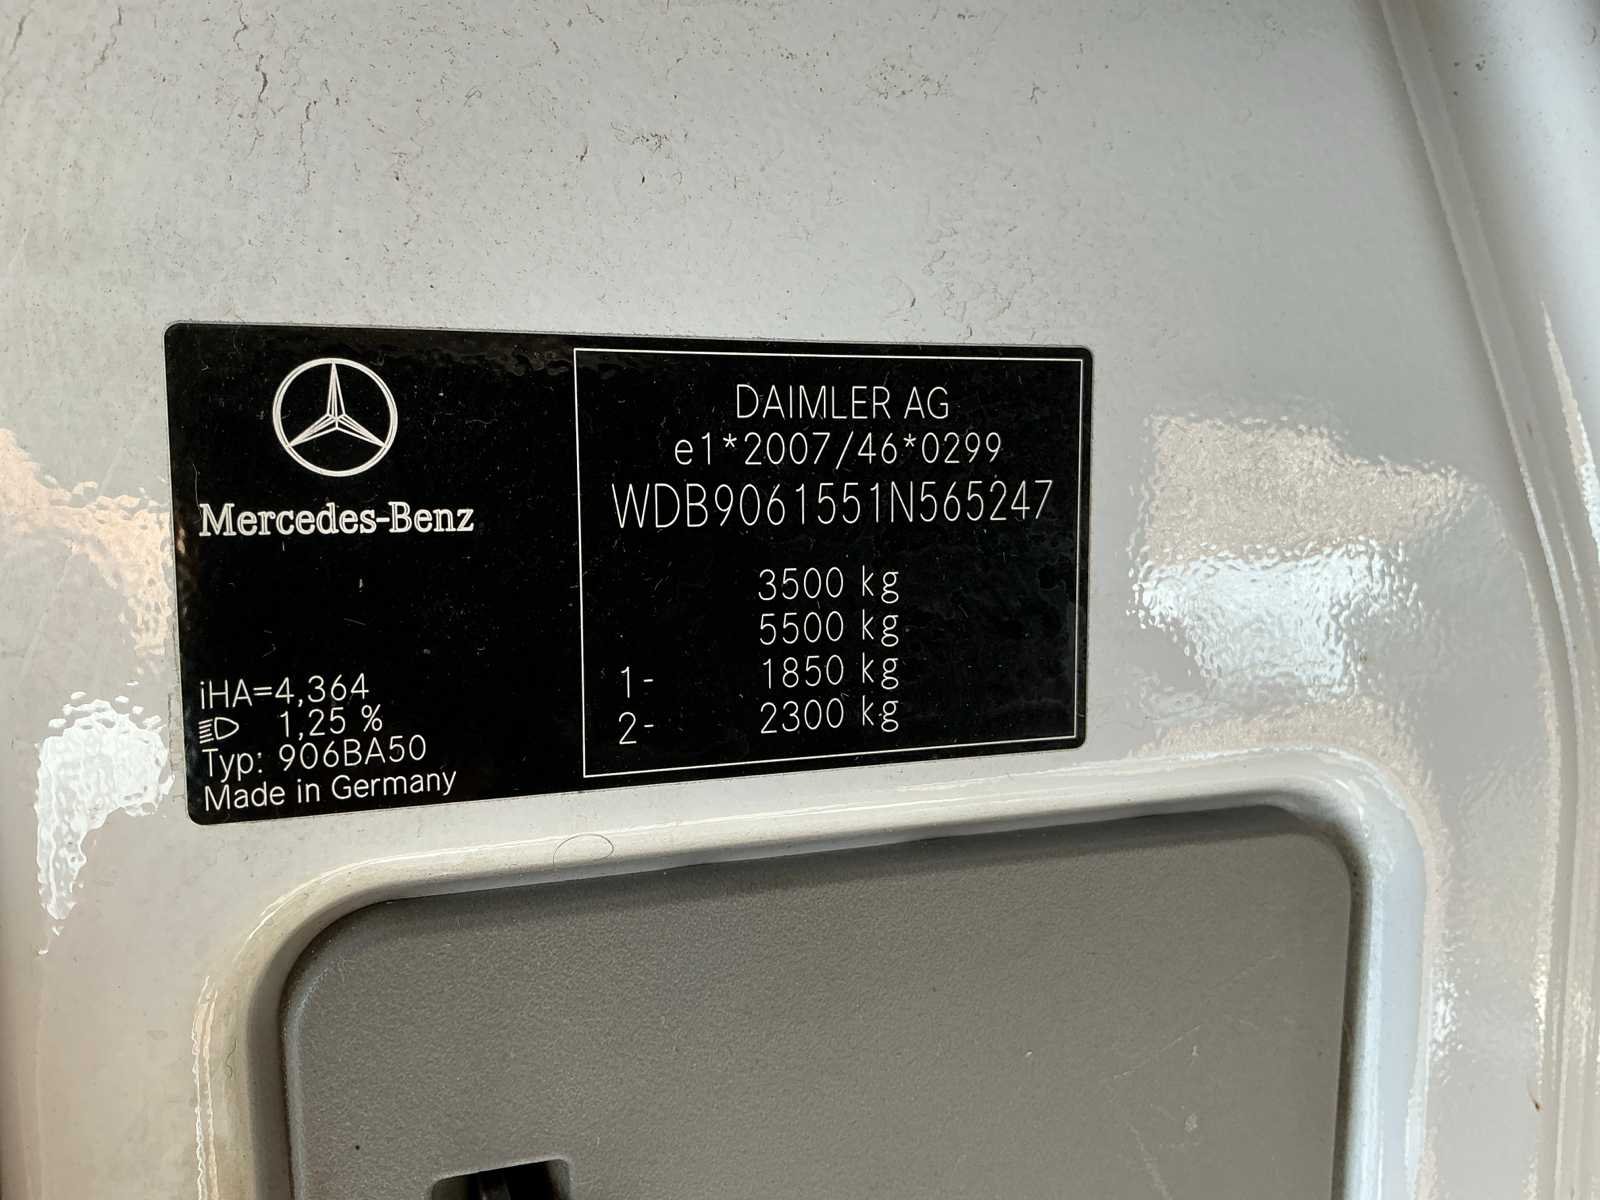 Mercedes-Benz
iHA=4,364
1,25 %
Typ: 906BA50
Made in Germany
DAIMLER AG
e1*2007/46*0299
WDB9061551N565247
3500 kg
5500 kg
1- 1850 kg
2- 2300 kg